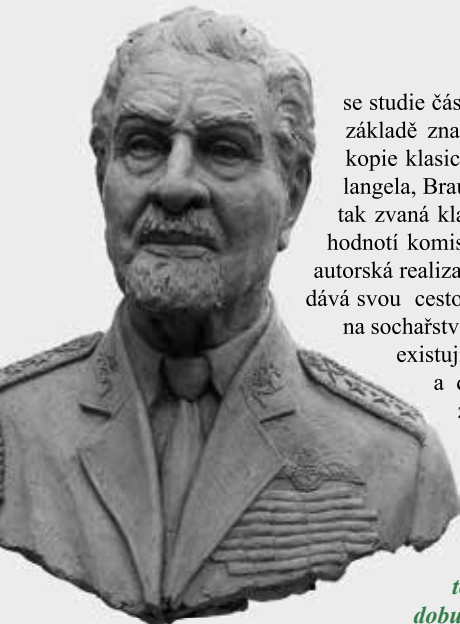 se studie čás
základě zna
kopie klasic
langela, Brau
tak zvaná kla
hodnotí komis
autorská realiza
dává svou cesto
na sochařstv
existuj
a
dobu